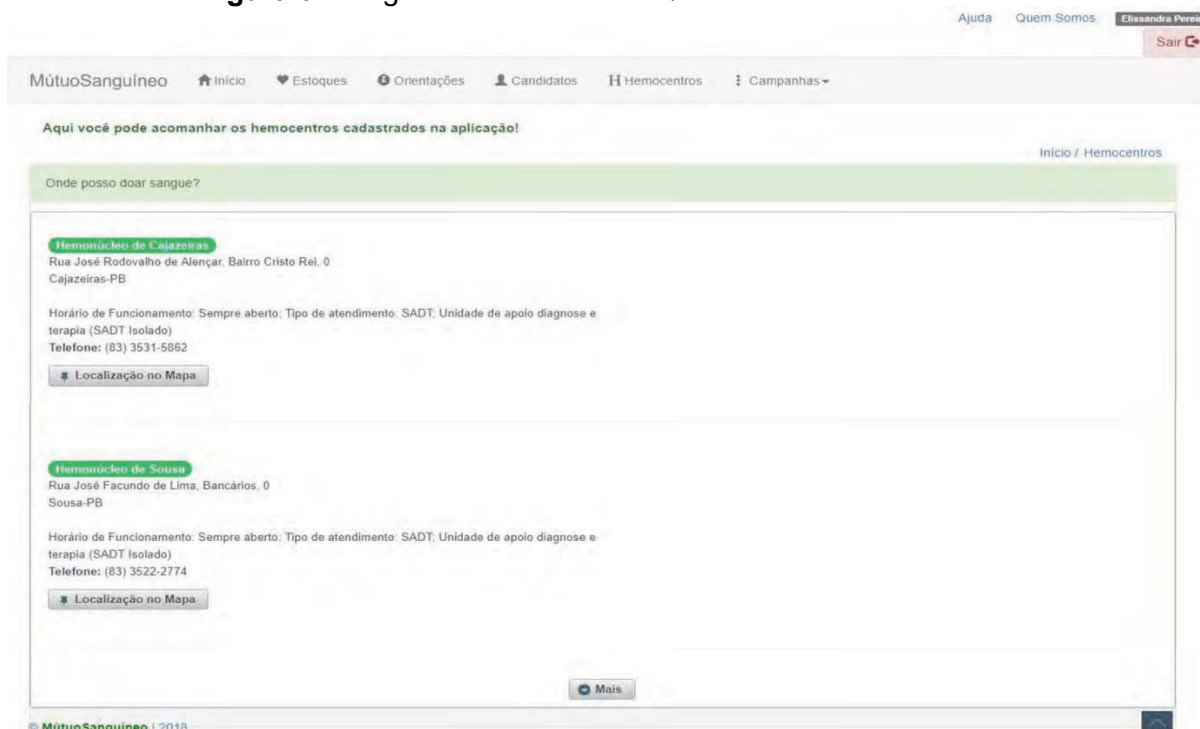 Ajuda Quem Somos Elissandra Perei
Sair
MútuoSanguíneo Início Estoques Orientações Candidatos H Hemocentros Campanhas
Aqui você pode acomanhar os hemocentros cadastrados na aplicação!
Início / Hemocentros
Onde posso doar sangue?
Hemonúcleo de Cajazeiras
Rua José Rodovalho de Alençar, Bairro Cristo Rei, 0
Cajazeiras-PB
Horário de Funcionamento: Sempre aberto; Tipo de atendimento: SADT; Unidade de apoio diagnose e
terapia (SADT Isolado)
Telefone: (83) 3531-5862
Localização no Mapa
Hemonúcleo de Sousa
Rua José Facundo de Lima, Bancários, 0
Sousa-PB
Horário de Funcionamento: Sempre aberto; Tipo de atendimento: SADT; Unidade de apoio diagnose e
terapia (SADT Isolado)
Telefone: (83) 3522-2774
Localização no Mapa
Mais
© MútuoSanguíneo | 2018